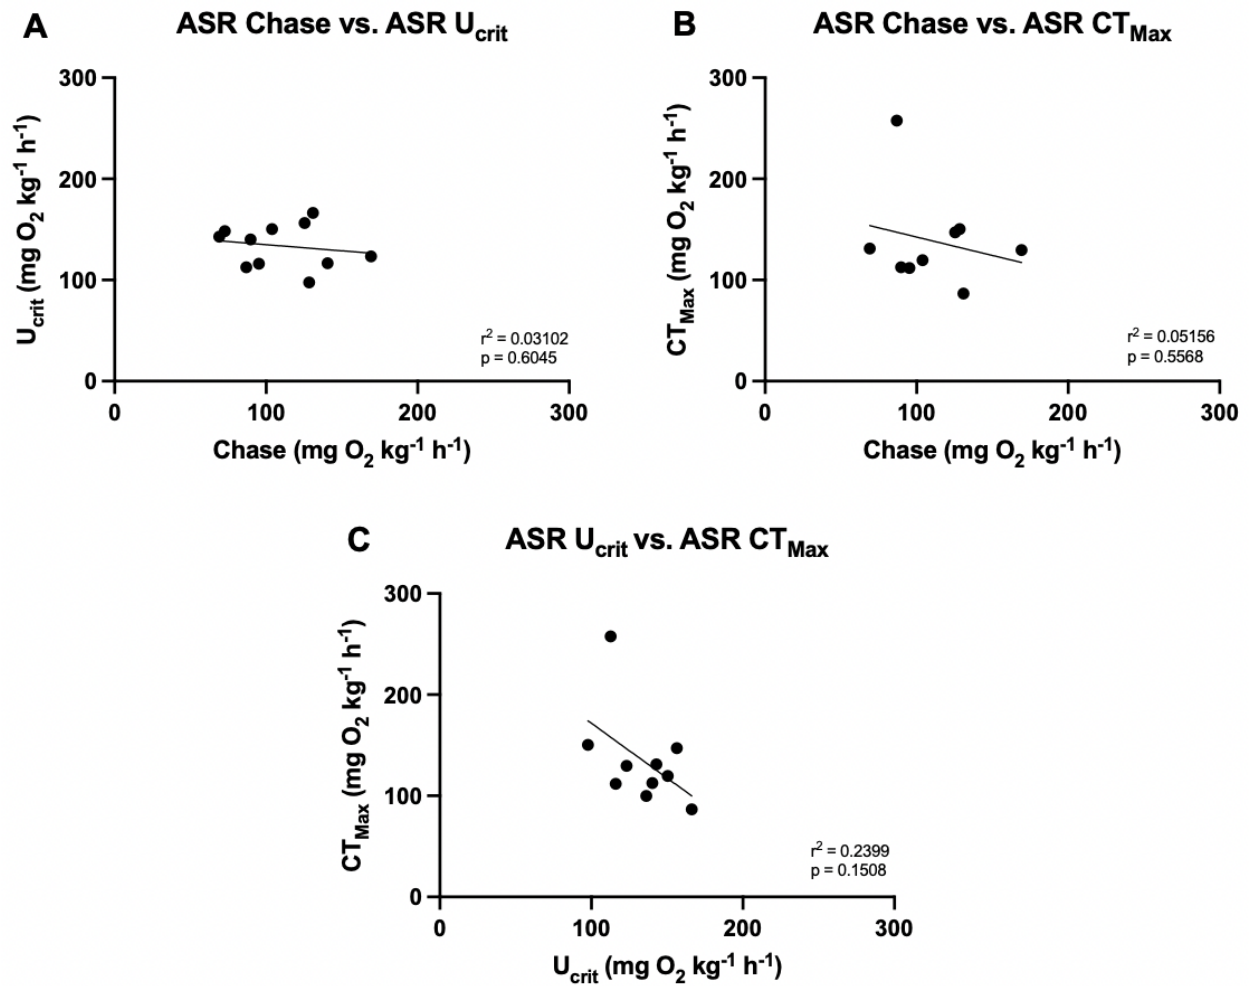 A
ASR Chase vs. ASR Ucrit
300
200
100
0
Ucrit (mg O2 kg-1 h-1)
0 100 200 300
Chase (mg O2 kg-1 h-1)
r2 = 0.03102
p = 0.6045
B
ASR Chase vs. ASR CTMax
300
200
100
0
CTMax (mg O2 kg-1 h-1)
0 100 200 300
Chase (mg O2 kg-1 h-1)
r2 = 0.05156
p = 0.5568
C
ASR Ucrit vs. ASR CTMax
300
200
100
0
CTMax (mg O2 kg-1 h-1)
0 100 200 300
Ucrit (mg O2 kg-1 h-1)
r2 = 0.2399
p = 0.1508